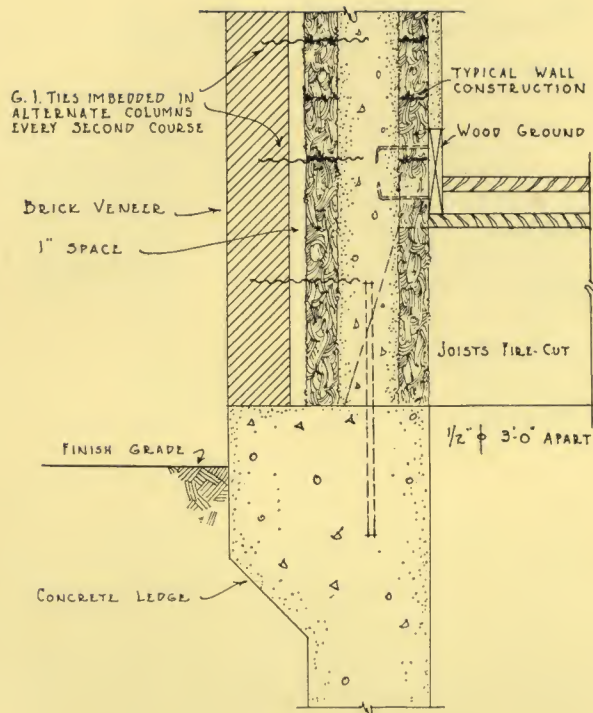 G.I. TIES IMBEDDED IN
ALTERNATE COLUMNS
EVERY SECOND COURSE
TYPICAL WALL
CONSTRUCTION
WOOD GROUND
BRICK VENEER
1" SPACE
JOISTS FIRE-CUT
1/2" ϕ 3'-0" APART
FINISH GRADE
CONCRETE LEDGE